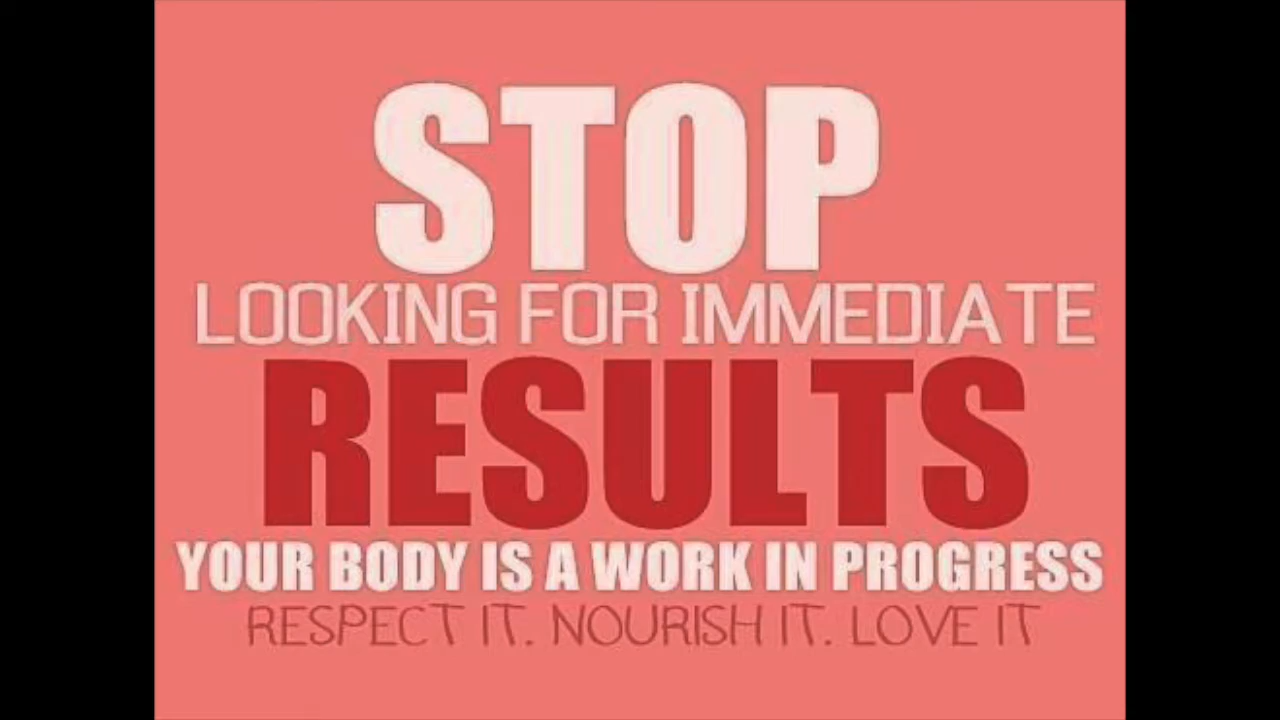 STOP
LOOKING FOR IMMEDIATE
RESULTS
YOUR BODY IS A WORK IN PROGRESS
RESPECT IT. NOURISH IT. LOVE IT